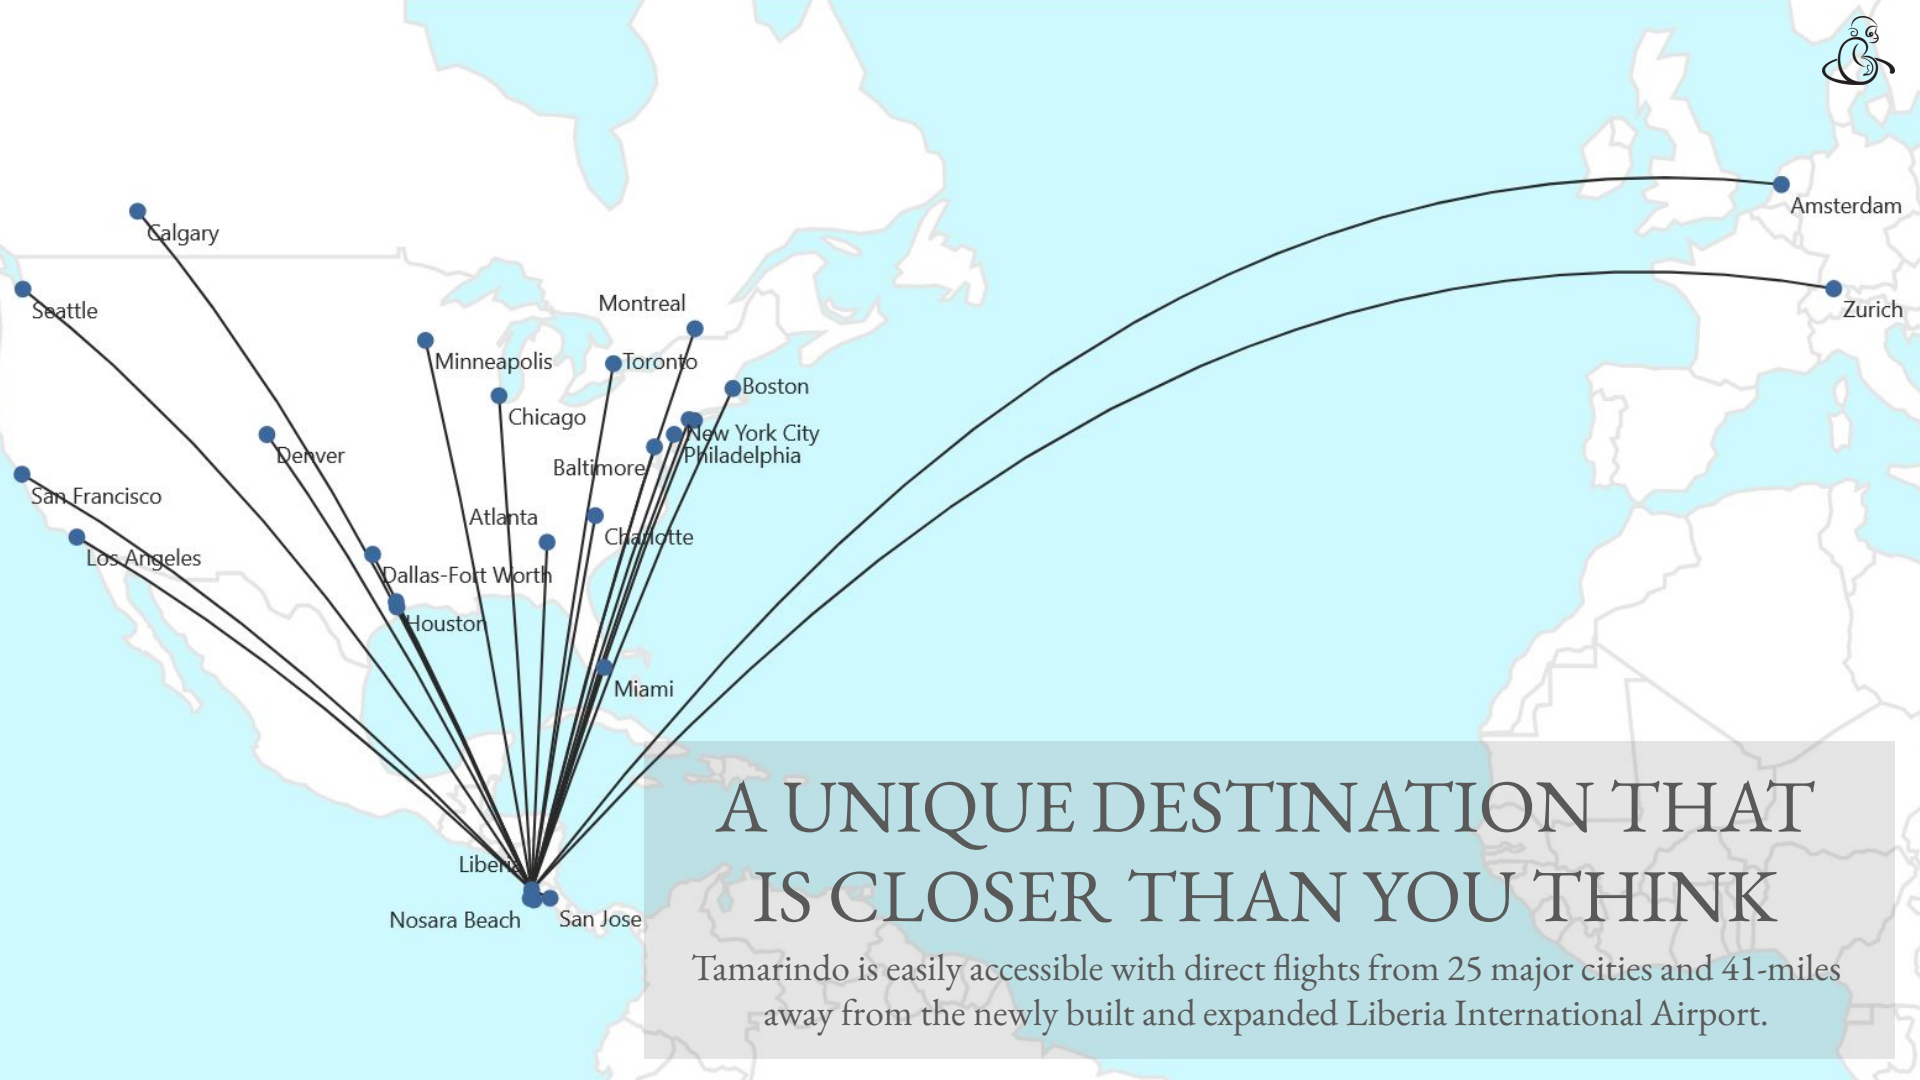 Calgary
Seattle
Montreal
Minneapolis
Toronto
Boston
Chicago
New York City
Denver
Baltimore
Philadelphia
San Francisco
Atlanta
Charlotte
Los Angeles
Dallas-Fort Worth
Houston
Miami
Amsterdam
Zurich
Liberia
Nosara Beach
San Jose
A UNIQUE DESTINATION THAT
IS CLOSER THAN YOU THINK
Tamarindo is easily accessible with direct flights from 25 major cities and 41-miles
away from the newly built and expanded Liberia International Airport.